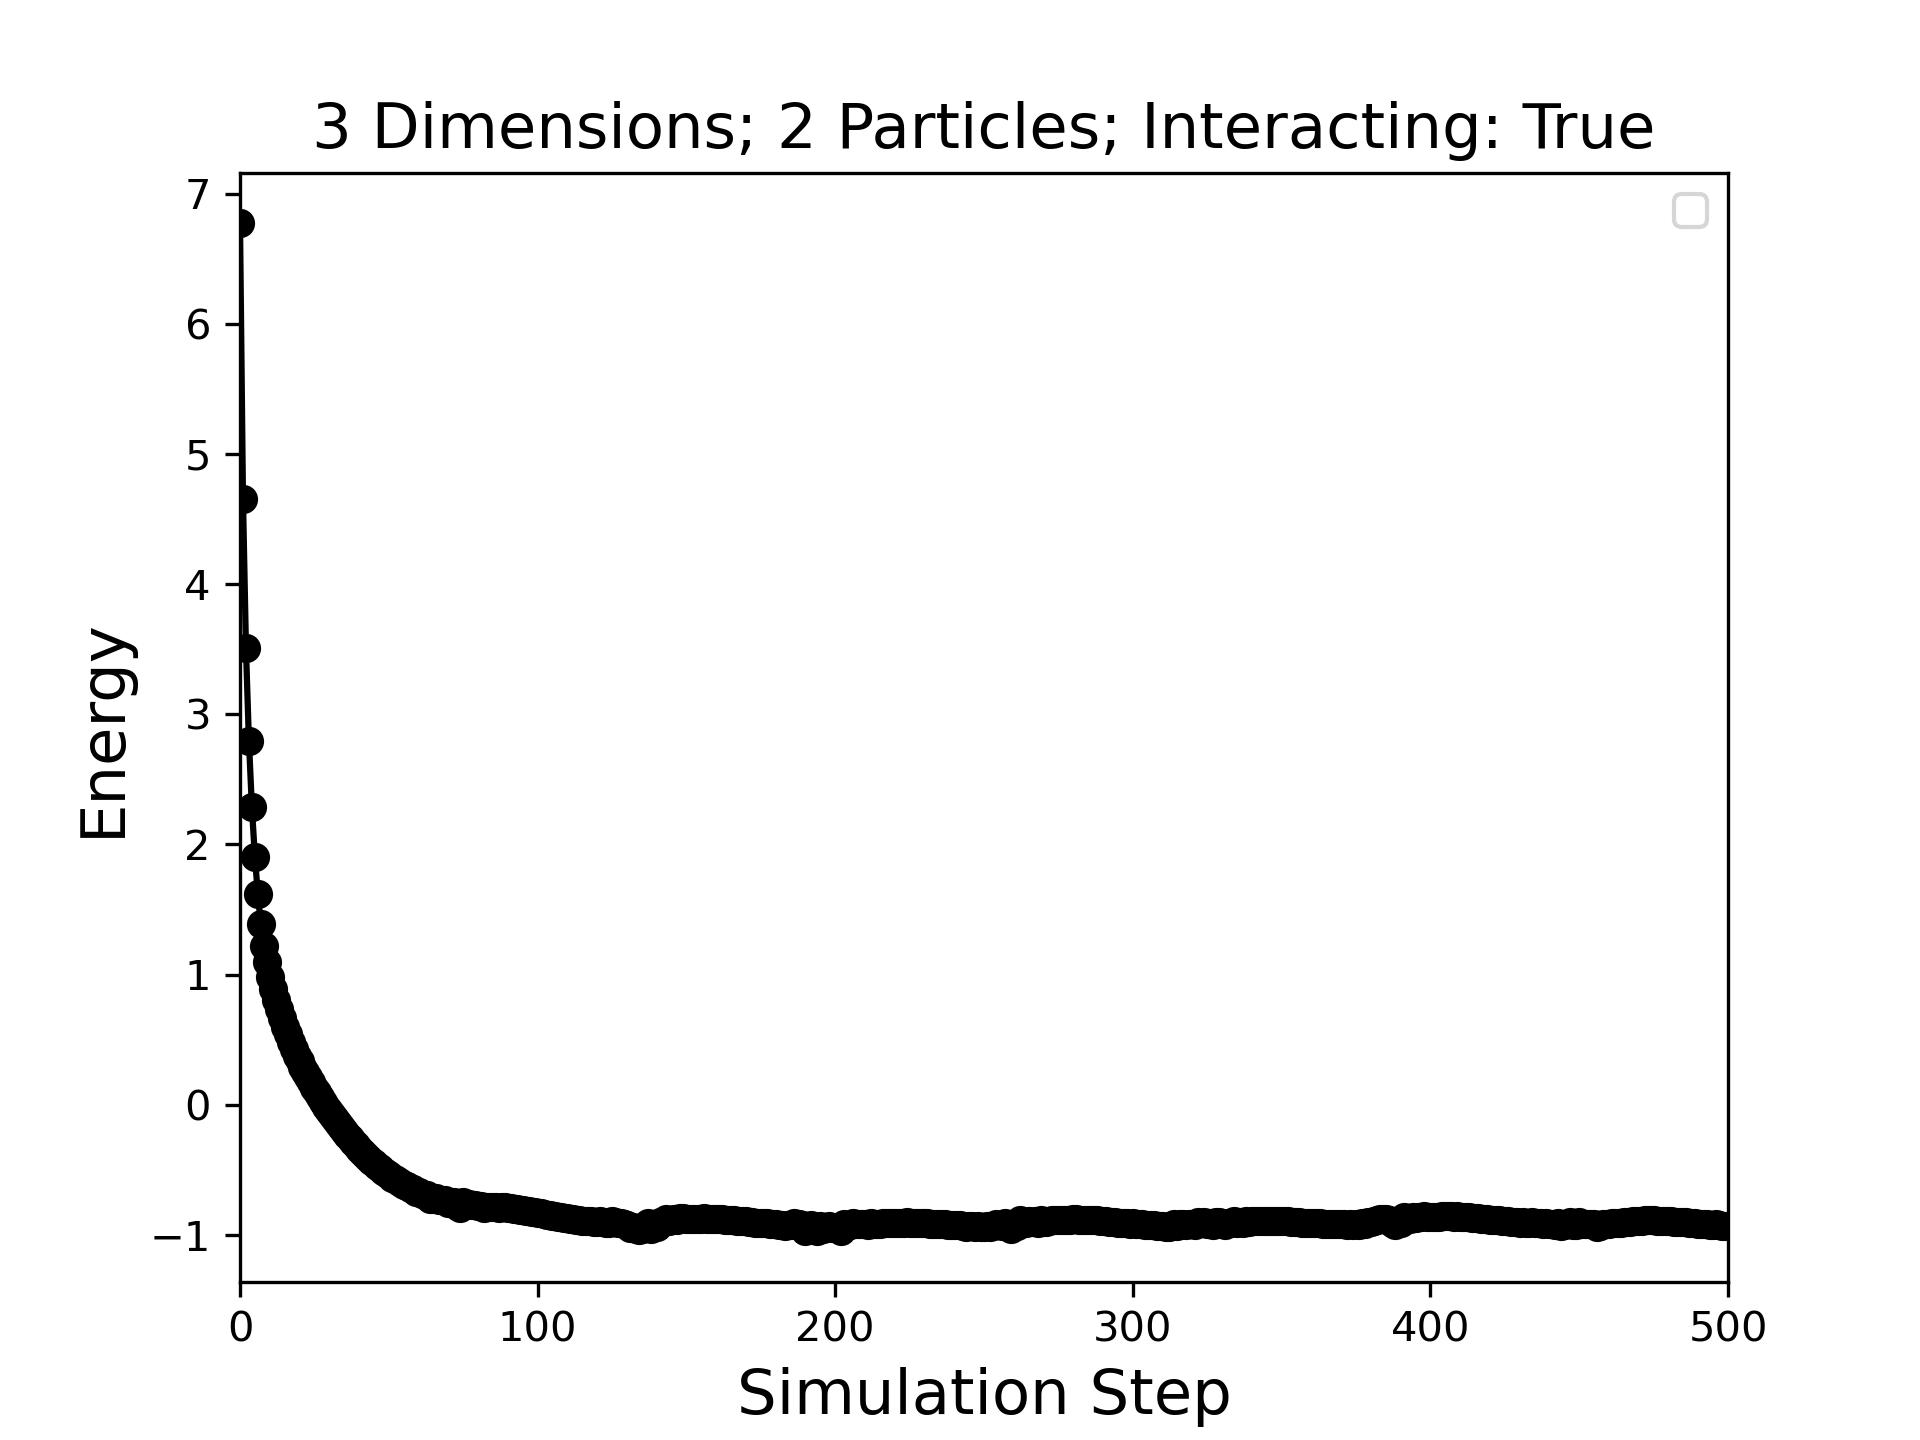 3 Dimensions; 2 Particles; Interacting: True
7
6
5
4
3
2
1
0
−1
Energy
0 100 200 300 400 500
Simulation Step